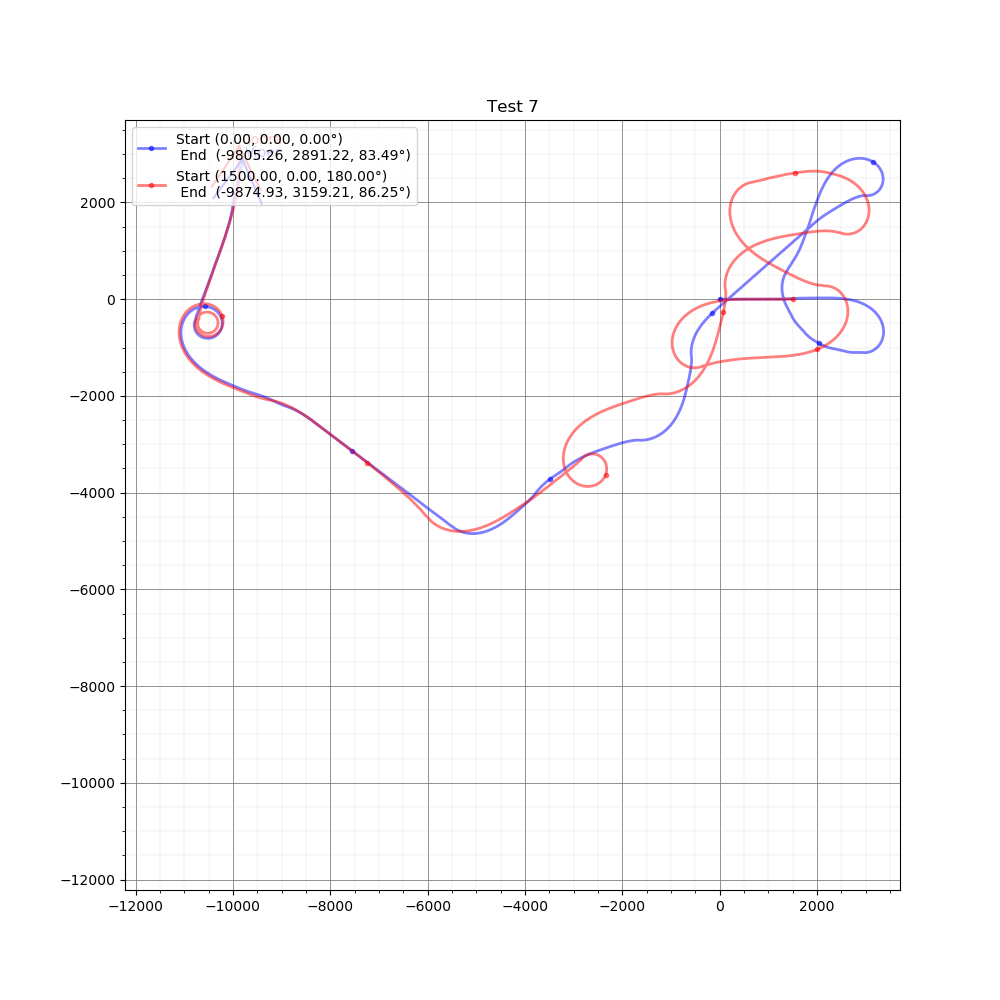 Test 7
Start (0.00, 0.00, 0.00°)
End (-9805.26, 2891.22, 83.49°)
Start (1500.00, 0.00, 180.00°)
End (-9874.93, 3159.21, 86.25°)
2000
0
−2000
−4000
−6000
−8000
−10000
−12000
−12000 −10000 −8000 −6000 −4000 −2000 0 2000